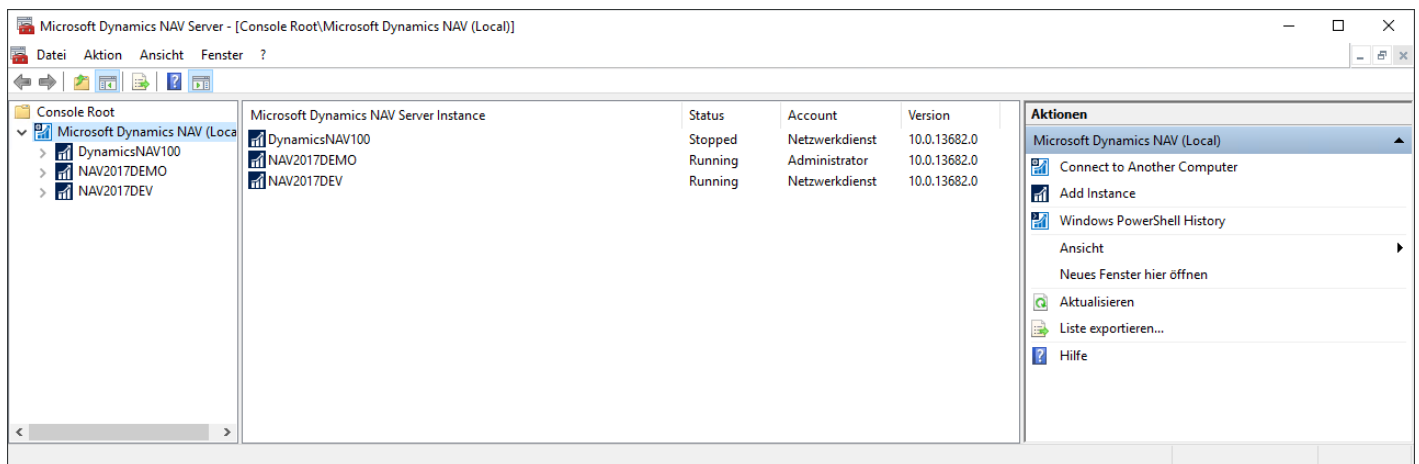 Microsoft Dynamics NAV Server - [Console Root\Microsoft Dynamics NAV (Local)]
Datei Aktion Ansicht Fenster ?
Console Root
Microsoft Dynamics NAV (Loca
DynamicsNAV100
NAV2017DEMO
NAV2017DEV
Microsoft Dynamics NAV Server Instance Status Account Version
DynamicsNAV100 Stopped Netzwerkdienst 10.0.13682.0
NAV2017DEMO Running Administrator 10.0.13682.0
NAV2017DEV Running Netzwerkdienst 10.0.13682.0
Aktionen
Microsoft Dynamics NAV (Local)
Connect to Another Computer
Add Instance
Windows PowerShell History
Ansicht
Neues Fenster hier öffnen
Aktualisieren
Liste exportieren...
Hilfe